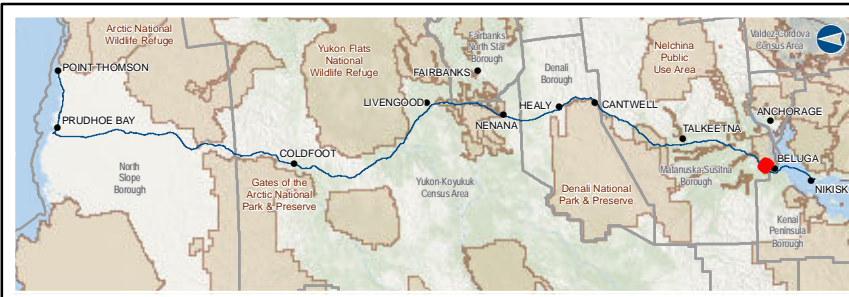 Arctic National
Wildlife Refuge
POINT THOMSON
PRUDHOE BAY
North
Slope
Borough
COLDFOOT
Gates of the
Arctic National
Park & Preserve
Yukon Flats
National
Wildlife Refuge
LIVENGOOD
Yukon-Koyukuk
Census Area
Fairbanks
North Star
Borough
FAIRBANKS
NENANA
Denali
Borough
HEALY
CANTWELL
Denali National
Park & Preserve
Nelchina
Public
Use Area
TALKEETNA
Matanuska-Susitna
Borough
Valdez-Cordova
Census Area
ANCHORAGE
BELUGA
NIKISKI
Kenai
Peninsula
Borough